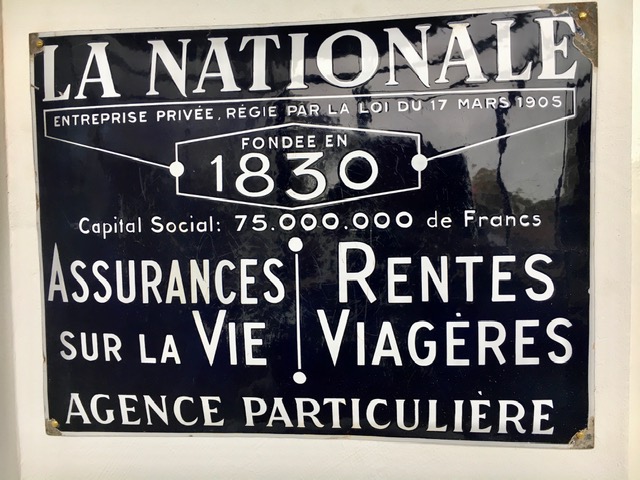 LA NATIONALE
ENTREPRISE PRIVÉE, RÉGIE PAR LA LOI DU 17 MARS 1905
FONDEE EN
1830
Capital Social: 75.000.000 de Francs
ASSURANCES
SUR LA VIE
RENTES
VIAGÈRES
AGENCE PARTICULIÈRE